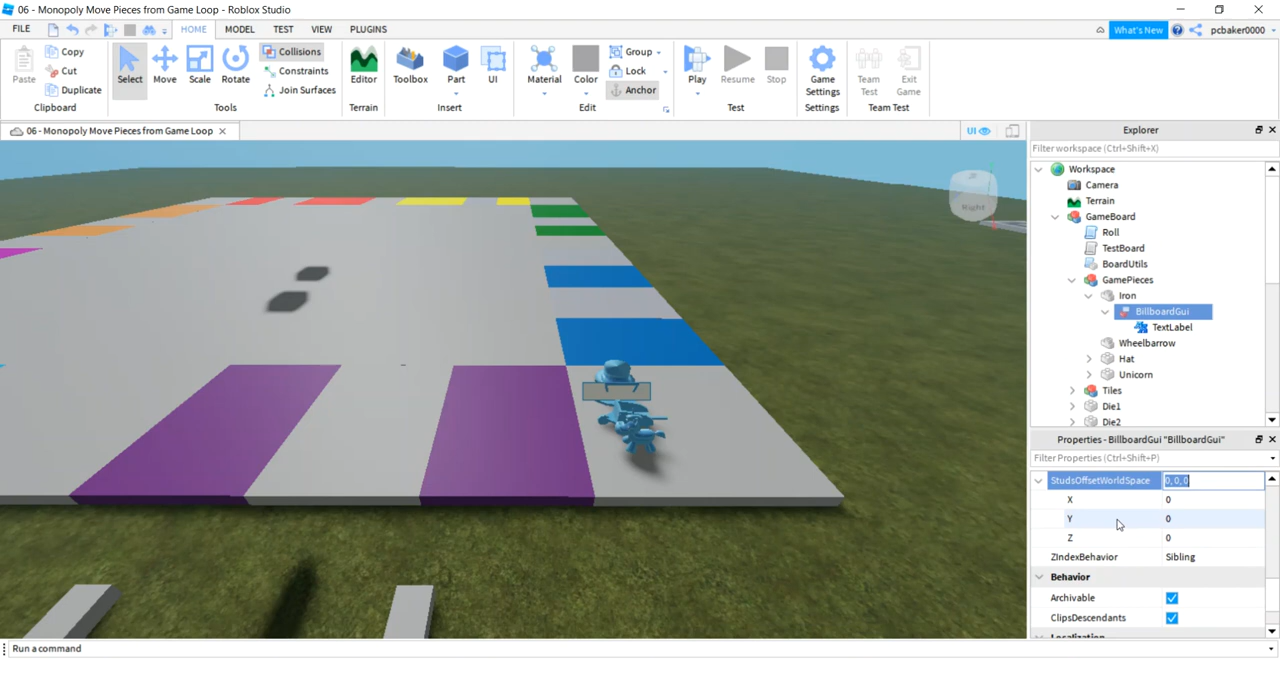 06 - Monopoly Move Pieces from Game Loop - Roblox Studio
FILE HOME MODEL TEST VIEW PLUGINS What's New pcbaker0000
Paste Copy Cut Duplicate Select Move Scale Rotate Collisions Constraints Join Surfaces Editor Toolbox Part UI Material Color Group Lock Anchor Play Resume Stop Game Settings Team Test Exit Game
Clipboard Tools Terrain Insert Edit Test Settings Team Test
06 - Monopoly Move Pieces from Game Loop UI
Right
Explorer
Filter workspace (Ctrl+Shift+X)
Workspace
Camera
Terrain
GameBoard
Roll
TestBoard
BoardUtils
GamePieces
Iron
BillboardGui
TextLabel
Wheelbarrow
Hat
Unicorn
Tiles
Die1
Die2
Properties - BillboardGui "BillboardGui"
Filter Properties (Ctrl+Shift+P)
StudsOffsetWorldSpace 0, 0, 0
X 0
Y 0
Z 0
ZIndexBehavior Sibling
Behavior
Archivable
ClipsDescendants
Localization
Run a command